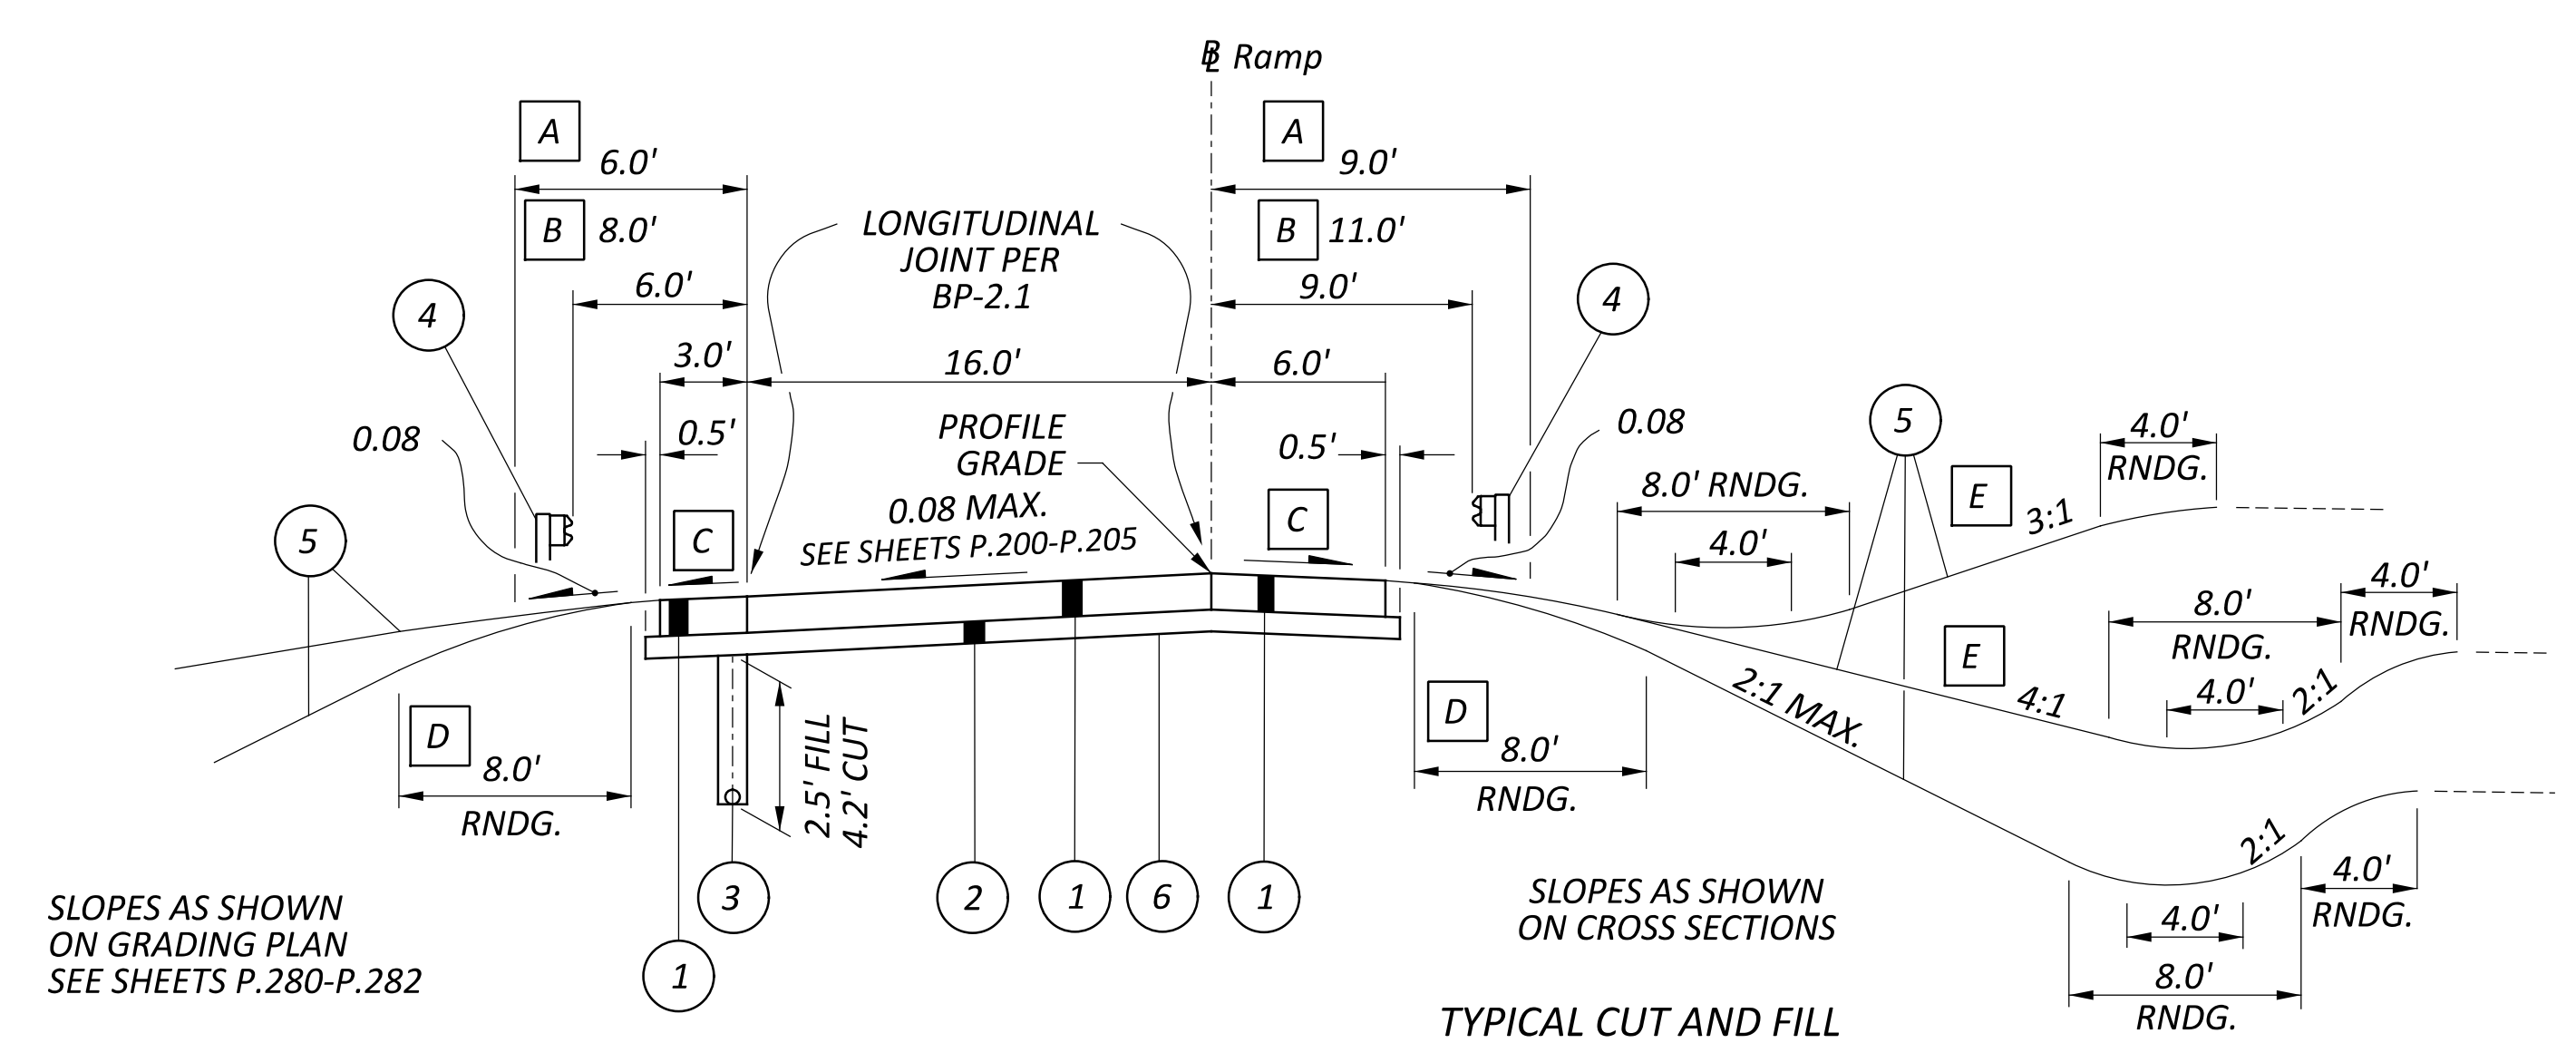 ℄ Ramp
A
6.0'
B 8.0'
6.0'
A
9.0'
B 11.0'
9.0'
LONGITUDINAL
JOINT PER
BP-2.1
4
4
3.0'
16.0'
6.0'
0.08
0.5'
PROFILE
GRADE
0.5'
0.08
5
5
4.0'
RNDG.
E
3:1
8.0' RNDG.
4.0'
C
0.08 MAX.
SEE SHEETS P.200-P.205
C
4.0'
RNDG.
8.0'
RNDG.
4.0'
2:1
E
4:1
2:1 MAX.
D
8.0'
RNDG.
2.5' FILL
4.2' CUT
D
8.0'
RNDG.
2:1
4.0'
RNDG.
4.0'
8.0'
RNDG.
3
2
1
6
1
1
SLOPES AS SHOWN
ON GRADING PLAN
SEE SHEETS P.280-P.282
SLOPES AS SHOWN
ON CROSS SECTIONS
TYPICAL CUT AND FILL